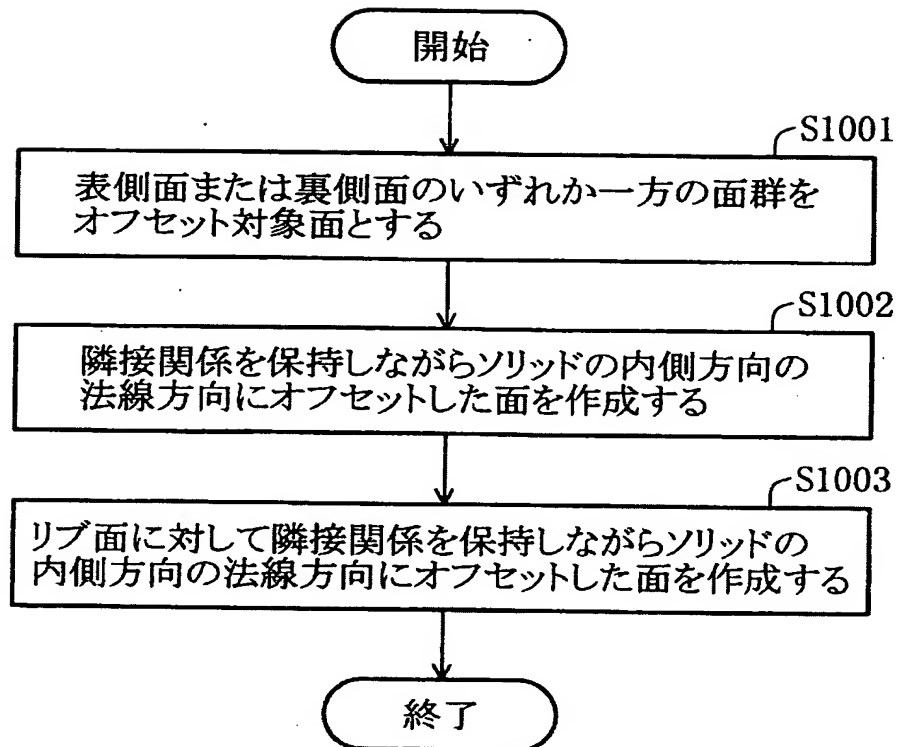 開始
S1001
表側面または裏側面のいずれか一方の面群を
オフセット対象面とする
S1002
隣接関係を保持しながらソリッドの内側方向の
法線方向にオフセットした面を作成する
S1003
リブ面に対して隣接関係を保持しながらソリッドの
内側方向の法線方向にオフセットした面を作成する
終了